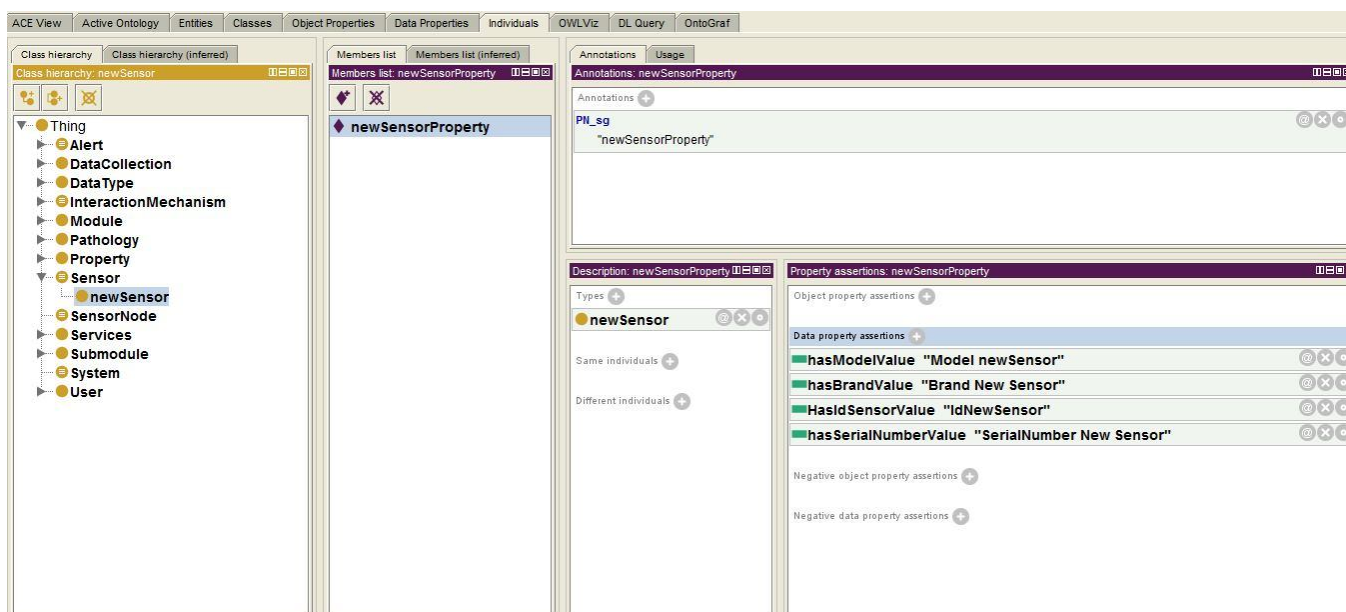 ACE View Active Ontology Entities Classes Object Properties Data Properties Individuals OWLViz DL Query OntoGraf
Class hierarchy Class hierarchy (inferred)
Class hierarchy: newSensor
Thing
Alert
DataCollection
DataType
InteractionMechanism
Module
Pathology
Property
Sensor
newSensor
SensorNode
Services
Submodule
System
User
Members list Members list (inferred)
Members list: newSensorProperty
newSensorProperty
Annotations Usage
Annotations: newSensorProperty
Annotations
PN_sg
"newSensorProperty"
Description: newSensorProperty
Types
newSensor
Same individuals
Different individuals
Property assertions: newSensorProperty
Object property assertions
Data property assertions
hasModelValue "Model newSensor"
hasBrandValue "Brand New Sensor"
HasIdSensorValue "IdNewSensor"
hasSerialNumberValue "SerialNumber New Sensor"
Negative object property assertions
Negative data property assertions